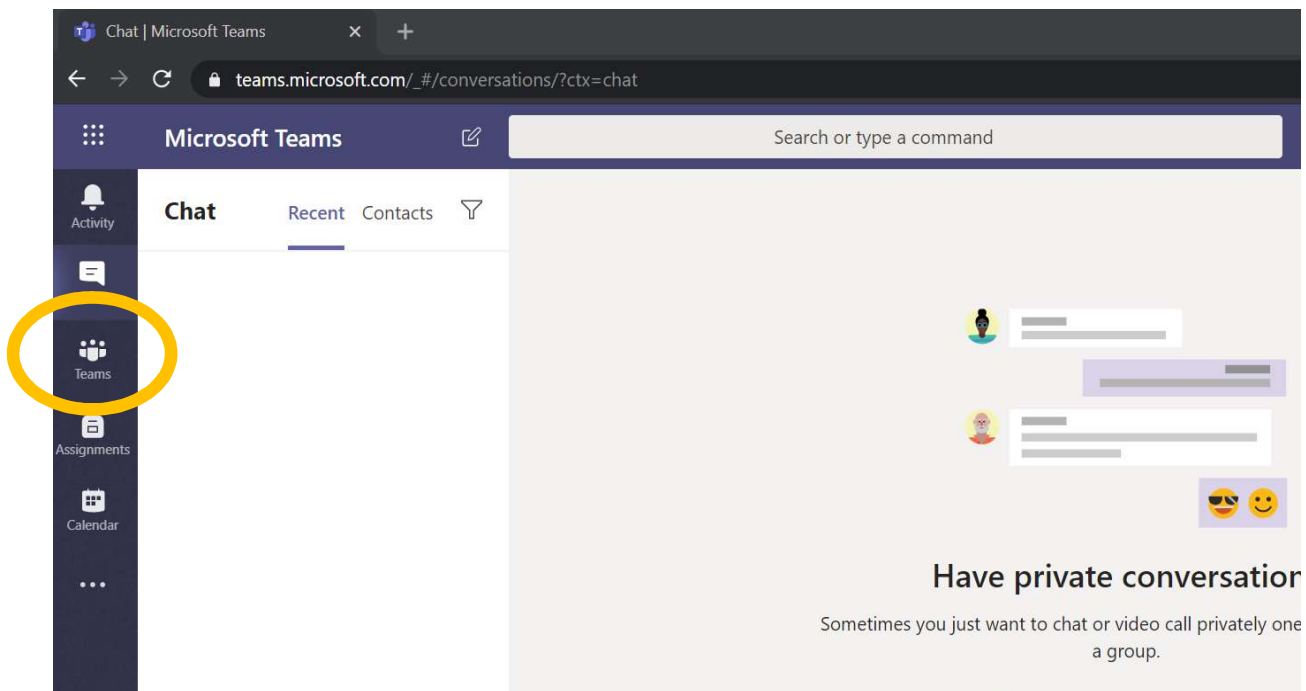 Chat | Microsoft Teams
teams.microsoft.com/_#/conversations/?ctx=chat
Microsoft Teams
Search or type a command
Activity
Chat
Recent
Contacts
Teams
Assignments
Calendar
Have private conversation
Sometimes you just want to chat or video call privately one
a group.